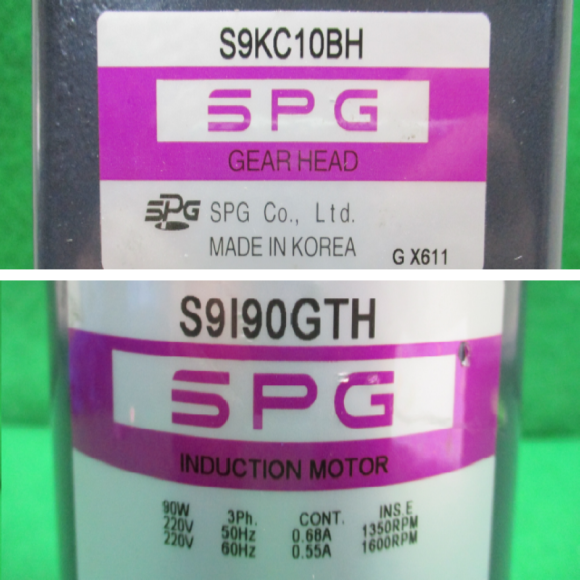 S9KC10BH
SPG
GEAR HEAD
SPG SPG Co., Ltd.
MADE IN KOREA
G X611
S9I90GTH
SPG
INDUCTION MOTOR
90W 3Ph. CONT. INS.E
220V 50Hz 0.68A 1350RPM
220V 60Hz 0.55A 1600RPM